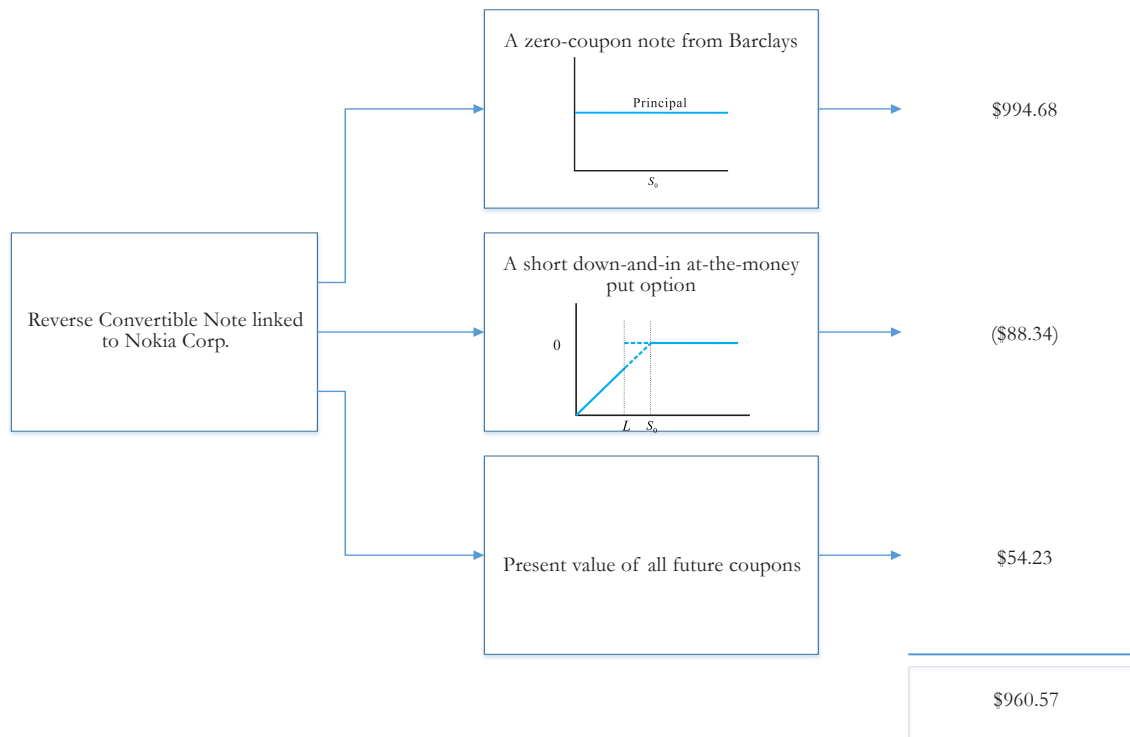 A zero-coupon note from Barclays
Principal
S₀
$994.68
Reverse Convertible Note linked
to Nokia Corp.
A short down-and-in at-the-money
put option
0
L S₀
($88.34)
Present value of all future coupons
$54.23
$960.57